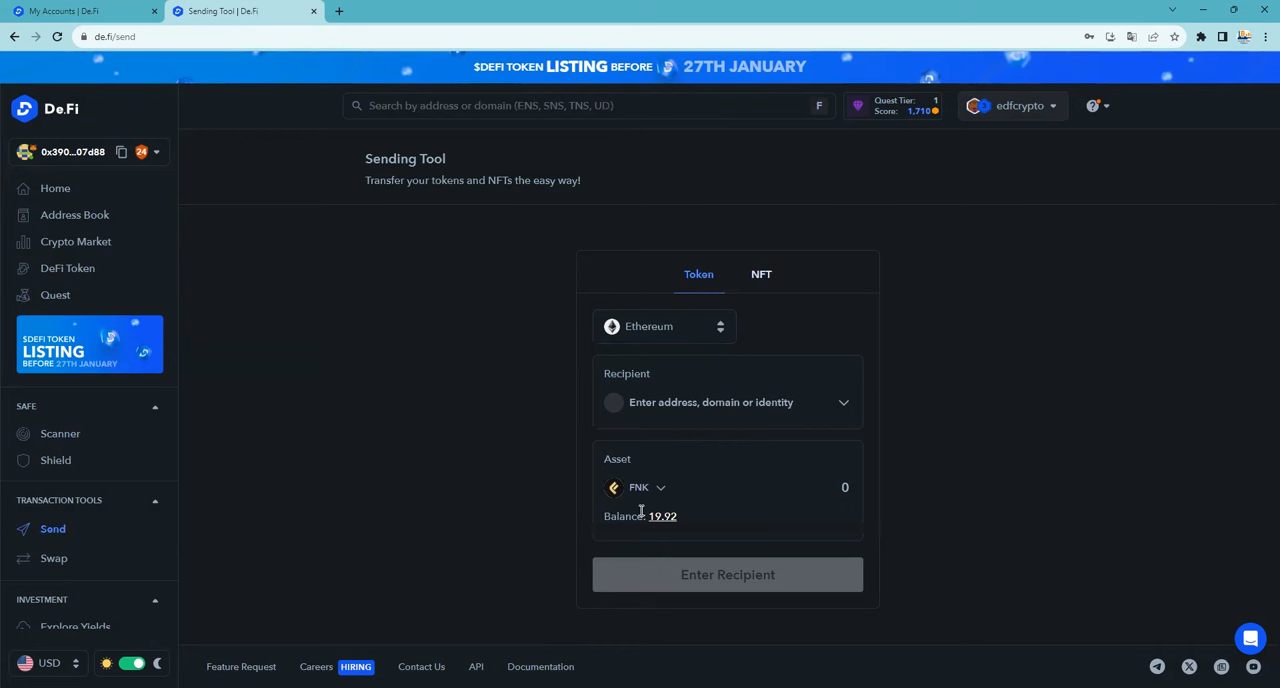 My Accounts | De.Fi
Sending Tool | De.Fi
de.fi/send
$DEFI TOKEN LISTING BEFORE 27TH JANUARY
De.Fi
Search by address or domain (ENS, SNS, TNS, UD)
F
Quest Tier: 1
Score: 1,710
edfcrypto
?
0x390...07d88
24
Home
Address Book
Crypto Market
DeFi Token
Quest
$DEFI TOKEN
LISTING
BEFORE 27TH JANUARY
SAFE
Scanner
Shield
TRANSACTION TOOLS
Send
Swap
INVESTMENT
Explore Yields
USD
Sending Tool
Transfer your tokens and NFTs the easy way!
Token
NFT
Ethereum
Recipient
Enter address, domain or identity
Asset
FNK
0
Balance: 19.92
Enter Recipient
Feature Request
Careers HIRING
Contact Us
API
Documentation